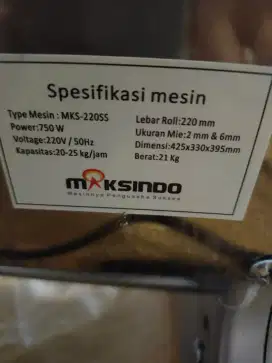 Spesifikasi mesin
Type Mesin : MKS-220SS
Power:750 W
Voltage:220V / 50Hz
Kapasitas:20-25 kg/jam
Lebar Roll:220 mm
Ukuran Mie:2 mm & 6mm
Dimensi:425x330x395mm
Berat:21 Kg
MAKSINDO
Mesinnya Pengusaha Sukses